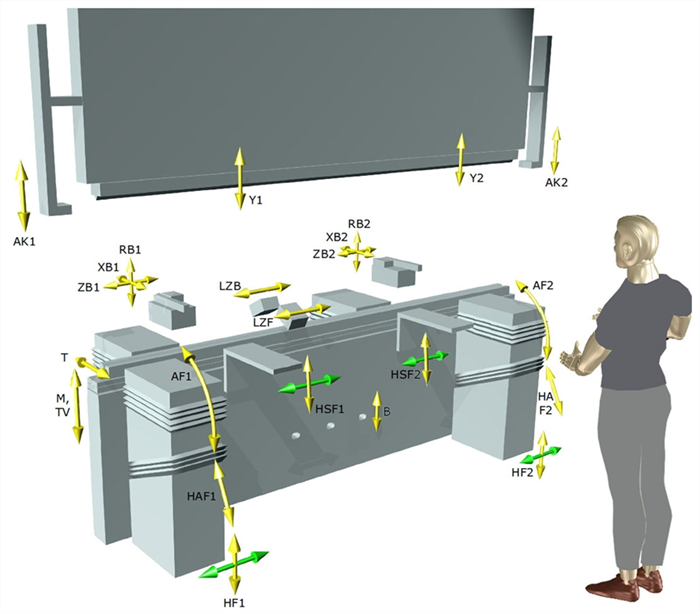 Y1
Y2
AK1
AK2
RB1
XB1
ZB1
RB2
XB2
ZB2
LZB
LZF
AF2
T
AF1
M,
TV
HSF1
HSF2
B
HA
F2
HAF1
HF2
HF1